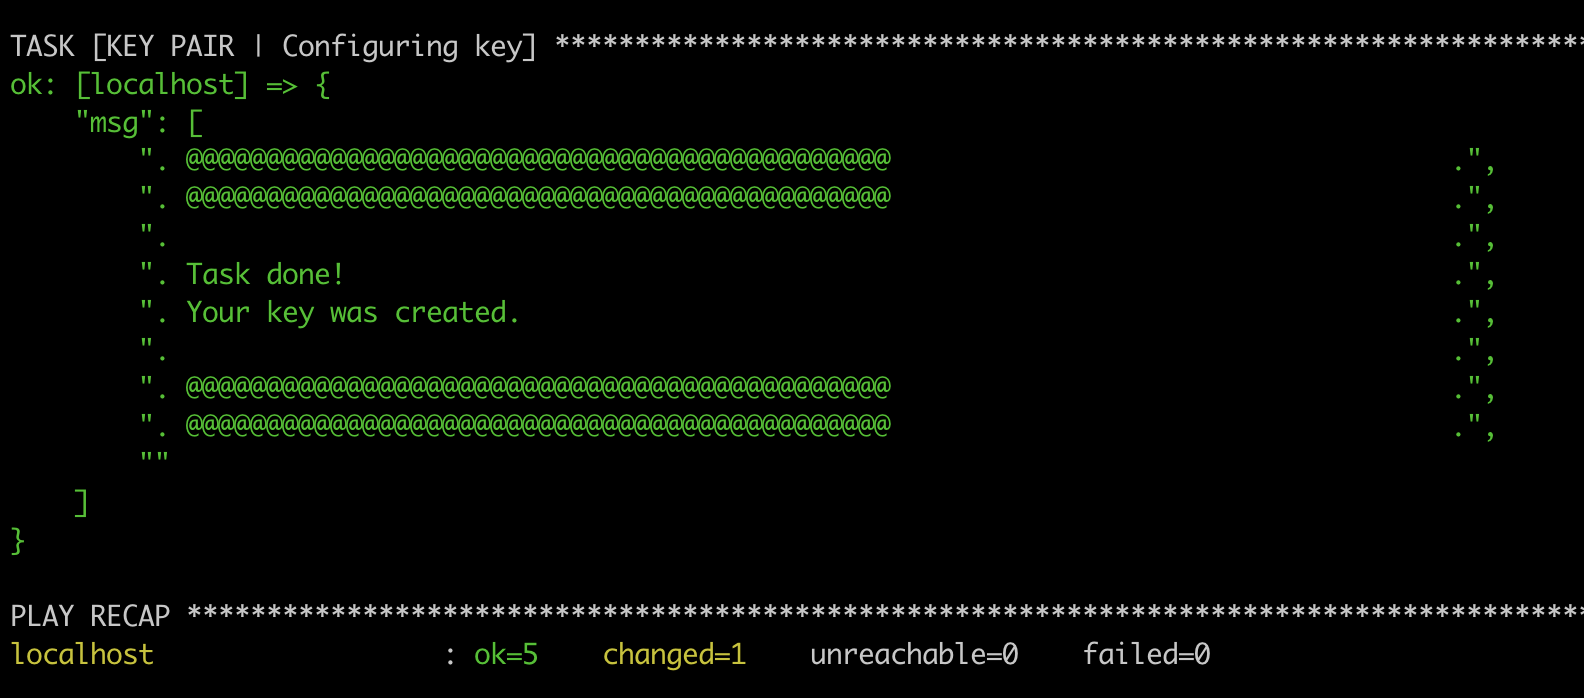 TASK [KEY PAIR | Configuring key] *****************************************************************
ok: [localhost] => {
    "msg": [
        ". @@@@@@@@@@@@@@@@@@@@@@@@@@@@@@@@@@@@@@@@@@@@                                   .",
        ". @@@@@@@@@@@@@@@@@@@@@@@@@@@@@@@@@@@@@@@@@@@@                                   .",
        ".                                                                                .",
        ". Task done!                                                                     .",
        ". Your key was created.                                                          .",
        ".                                                                                .",
        ". @@@@@@@@@@@@@@@@@@@@@@@@@@@@@@@@@@@@@@@@@@@@                                   .",
        ". @@@@@@@@@@@@@@@@@@@@@@@@@@@@@@@@@@@@@@@@@@@@                                   .",
        ""
    ]
}
PLAY RECAP ****************************************************************************************
localhost                  : ok=5    changed=1    unreachable=0    failed=0